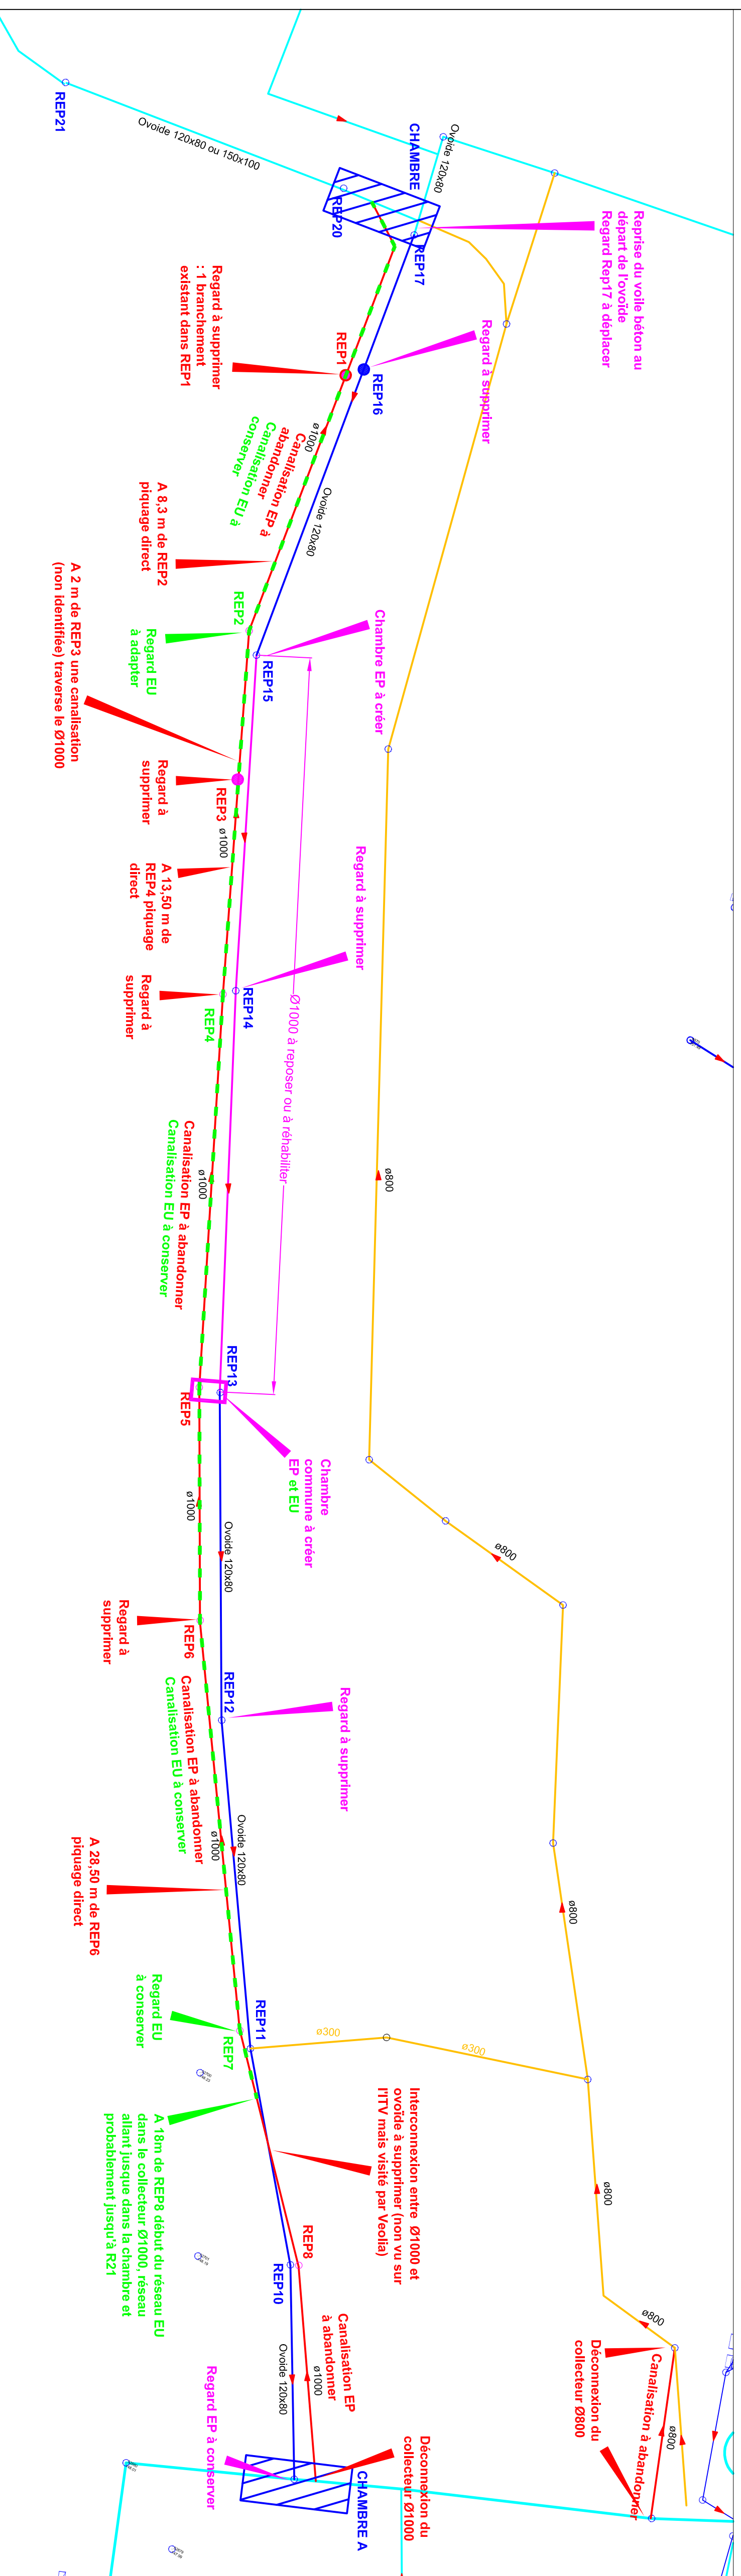 REP21
Ovoide 120x80 ou 150x100
CHAMBRE
Ovoide 120x80
REP20
REP17
Reprise du voile béton au
départ de l'ovoïde
Regard Rep17 à déplacer
Regard à supprimer
: 1 branchement
existant dans REP1
REP1
REP16
Regard à supprimer
ø1000
Canalisation EP à
abandonner
Canalisation EU à
conserver
Ovoide 120x80
A 8,3 m de REP2
piquage direct
REP2
Regard EU
à adapter
REP15
Chambre EP à créer
A 2 m de REP3 une canalisation
(non identifiée) traverse le Ø1000
Regard à
supprimer
REP3
ø1000
A 13,50 m de
REP4 piquage
direct
Regard à supprimer
Regard à
supprimer
REP4
REP14
Ø1000 à reposer ou à réhabiliter
Canalisation EP à abandonner
Canalisation EU à conserver
ø1000
ø800
REP13
REP5
Chambre
commune à créer
EP et EU
ø1000
Ovoide 120x80
ø800
Regard à
supprimer
REP6
REP12
Regard à supprimer
Canalisation EP à abandonner
Canalisation EU à conserver
ø1000
Ovoide 120x80
A 28,50 m de REP6
piquage direct
ø800
Regard EU
à conserver
REP7
REP11
ø300
ø300
Interconnexion entre Ø1000 et
ovoïde à supprimer (non vu sur
l'ITV mais visité par Veolia)
A 18m de REP8 début du réseau EU
dans le collecteur Ø1000, réseau
allant jusque dans la chambre et
probablement jusqu'à R21
ø800
REP8
REP10
ø800
Canalisation EP
à abandonner
ø1000
Ovoide 120x80
Déconnexion du
collecteur Ø800
Canalisation à abandonner
ø800
Regard EP à conserver
Déconnexion du
collecteur Ø1000
CHAMBRE A